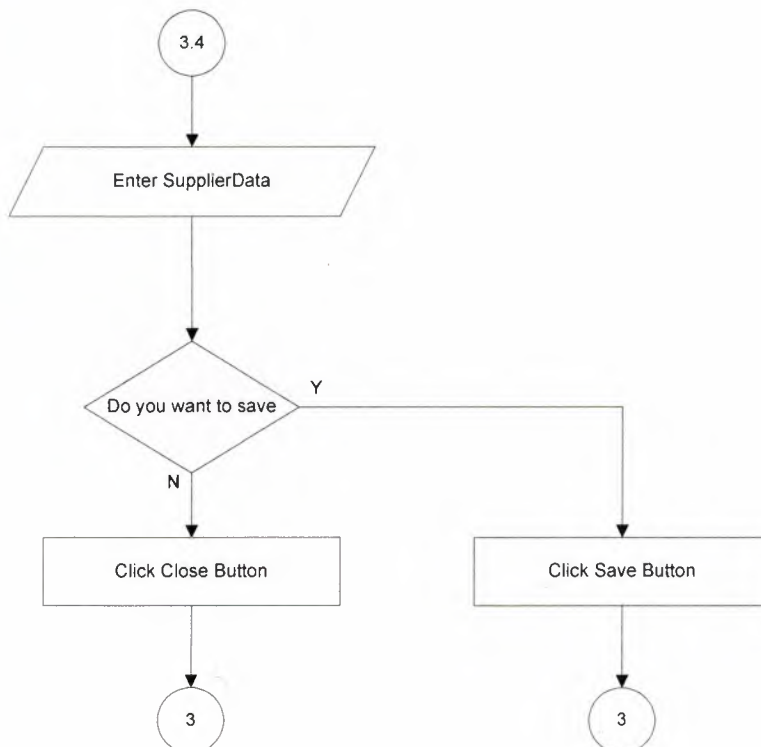 3.4
Enter SupplierData
Do you want to save
Y
N
Click Close Button
Click Save Button
3
3